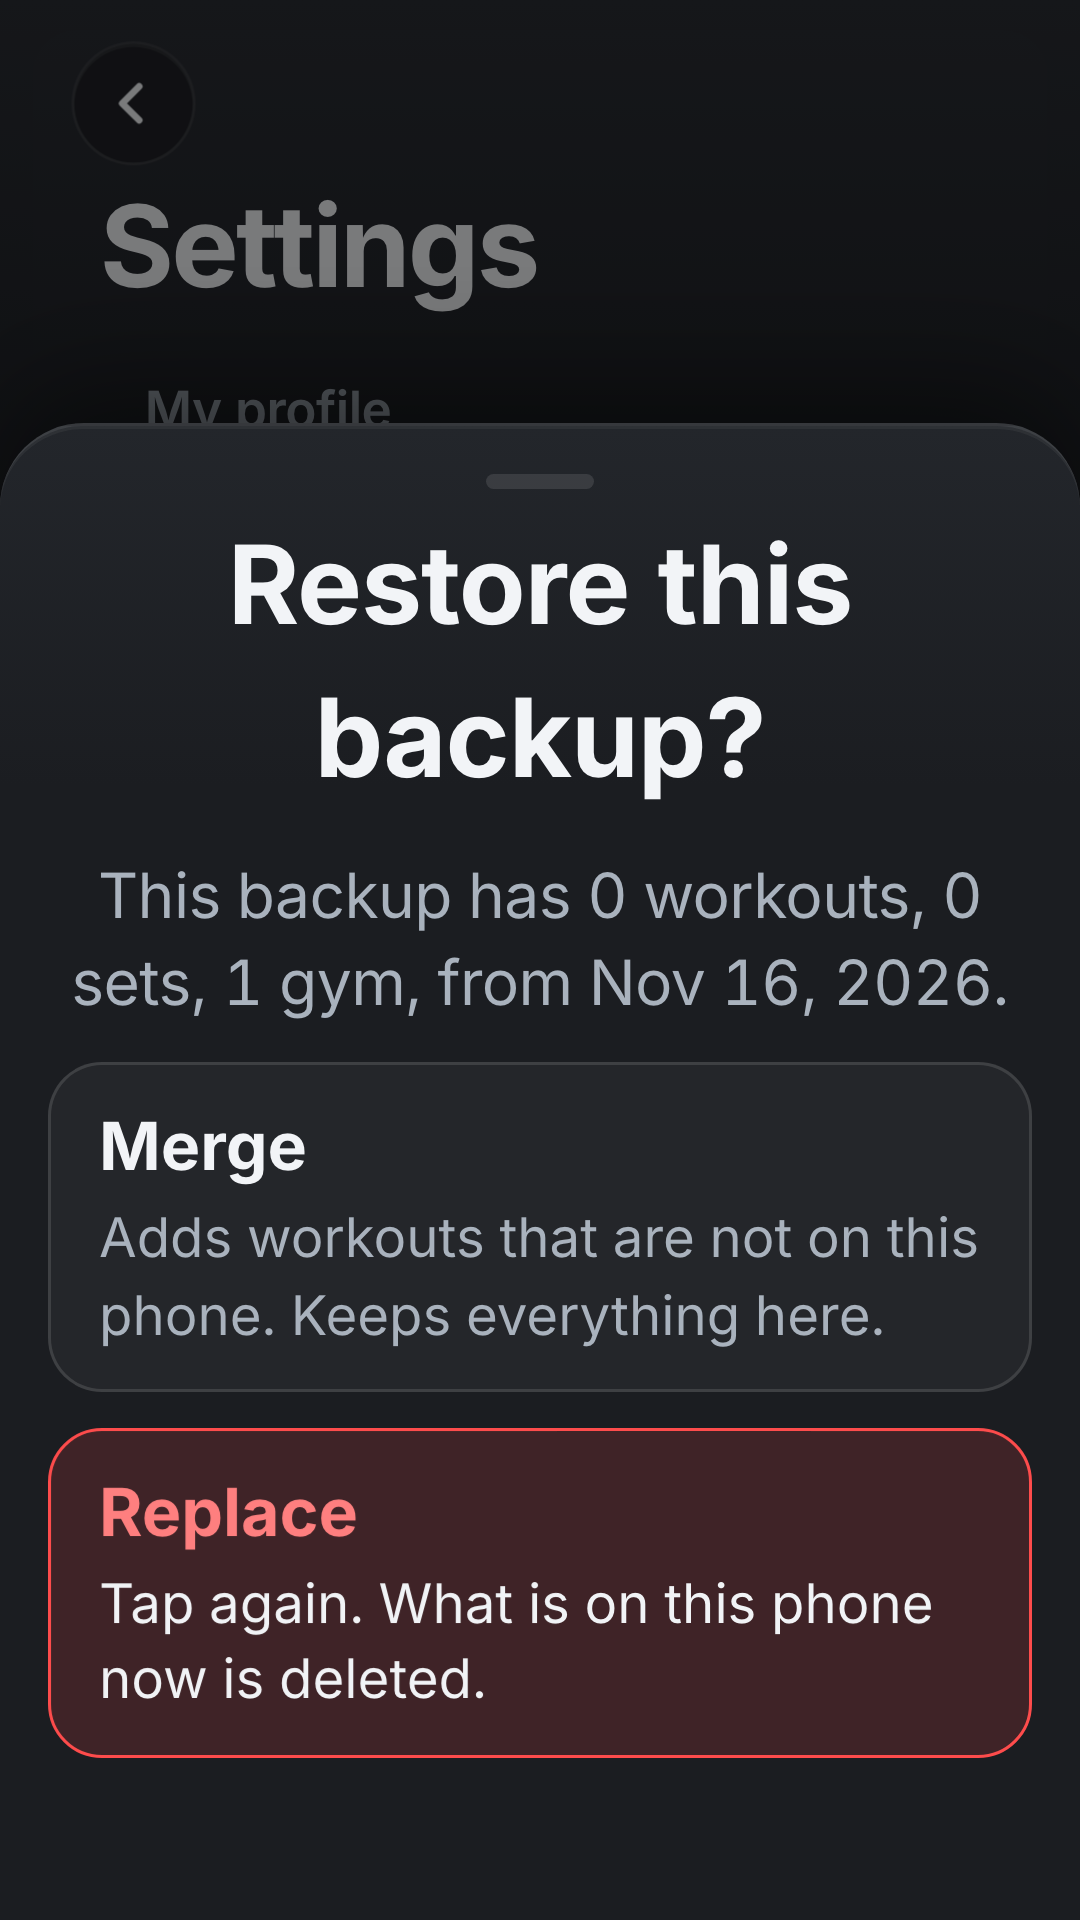 Settings
My profile
Restore this
backup?
This backup has 0 workouts, 0
sets, 1 gym, from Nov 16, 2026.
Merge
Adds workouts that are not on this
phone. Keeps everything here.
Replace
Tap again. What is on this phone
now is deleted.